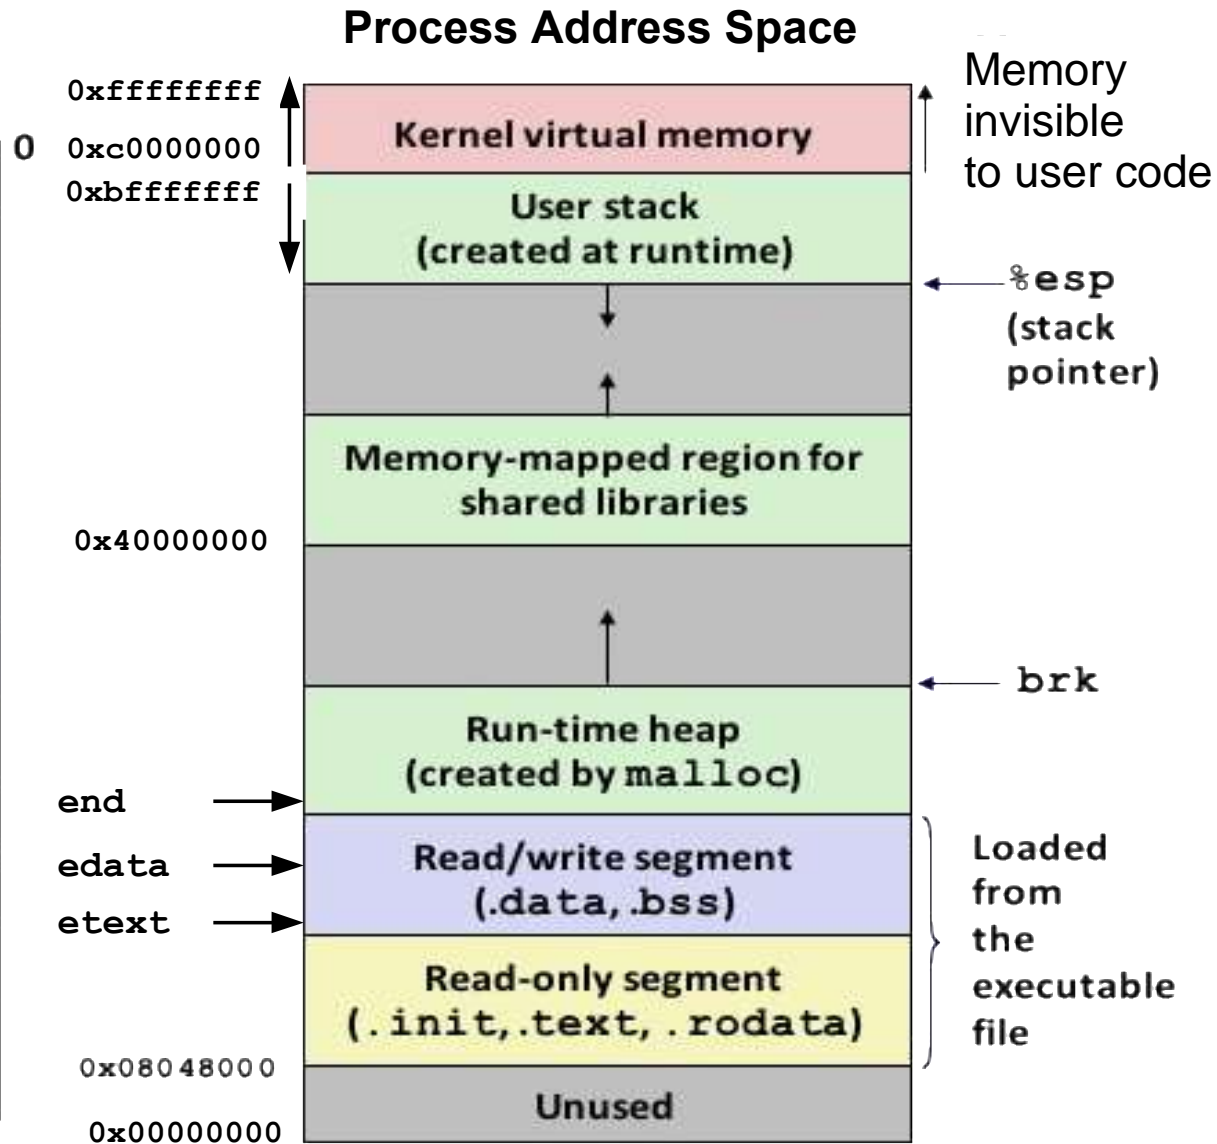 Process Address Space
0xffffffff
Memory
invisible
to user code
Kernel virtual memory
0 0xc0000000
0xbfffffff
User stack
(created at runtime)
%esp
(stack
pointer)
Memory-mapped region for
shared libraries
0x40000000
brk
Run-time heap
(created by malloc)
end
Read/write segment
(.data, .bss)
edata
etext
Loaded
from
the
executable
file
Read-only segment
(.init, .text, .rodata)
0x08048000
Unused
0x00000000